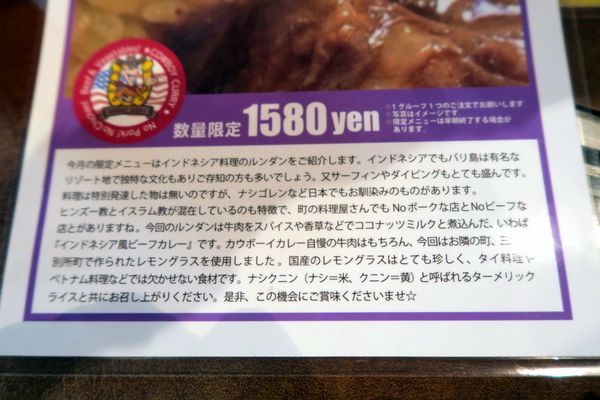 COWBOY CURRY ★ No Pork! No Chicken! Beef & Vegetables! ★
数量限定 1580 yen
○1グループ1つのご注文でお願いします
○写真はイメージです
○限定メニューは早期終了する場合が
あります。
今月の限定メニューはインドネシア料理のルンダンをご紹介します。インドネシアでもバリ島は有名な
リゾート地で独特な文化もありご存知の方も多いでしょう。又サーフィンやダイビングもとても盛んです。
料理は特別発達した物は無いのですが、ナシゴレンなど日本でもお馴染みのものがあります。
ヒンズー教とイスラム教が混在しているのも特徴で、町の料理屋さんでも Noポークな店とNoビーフな
店とがありますね。今回のルンダンは牛肉をスパイスや香草などでココナッツミルクと煮込んだ、いわば
『インドネシア風ビーフカレー』です。カウボーイカレー自慢の牛肉はもちろん、今回はお隣の町、三
別所町で作られたレモングラスを使用しました。国産のレモングラスはとても珍しく、タイ料理や
ベトナム料理などでは欠かせない食材です。ナシクニン（ナシ=米、クニン=黄）と呼ばれるターメリック
ライスと共にお召し上がりください。是非、この機会にご賞味くださいませ☆